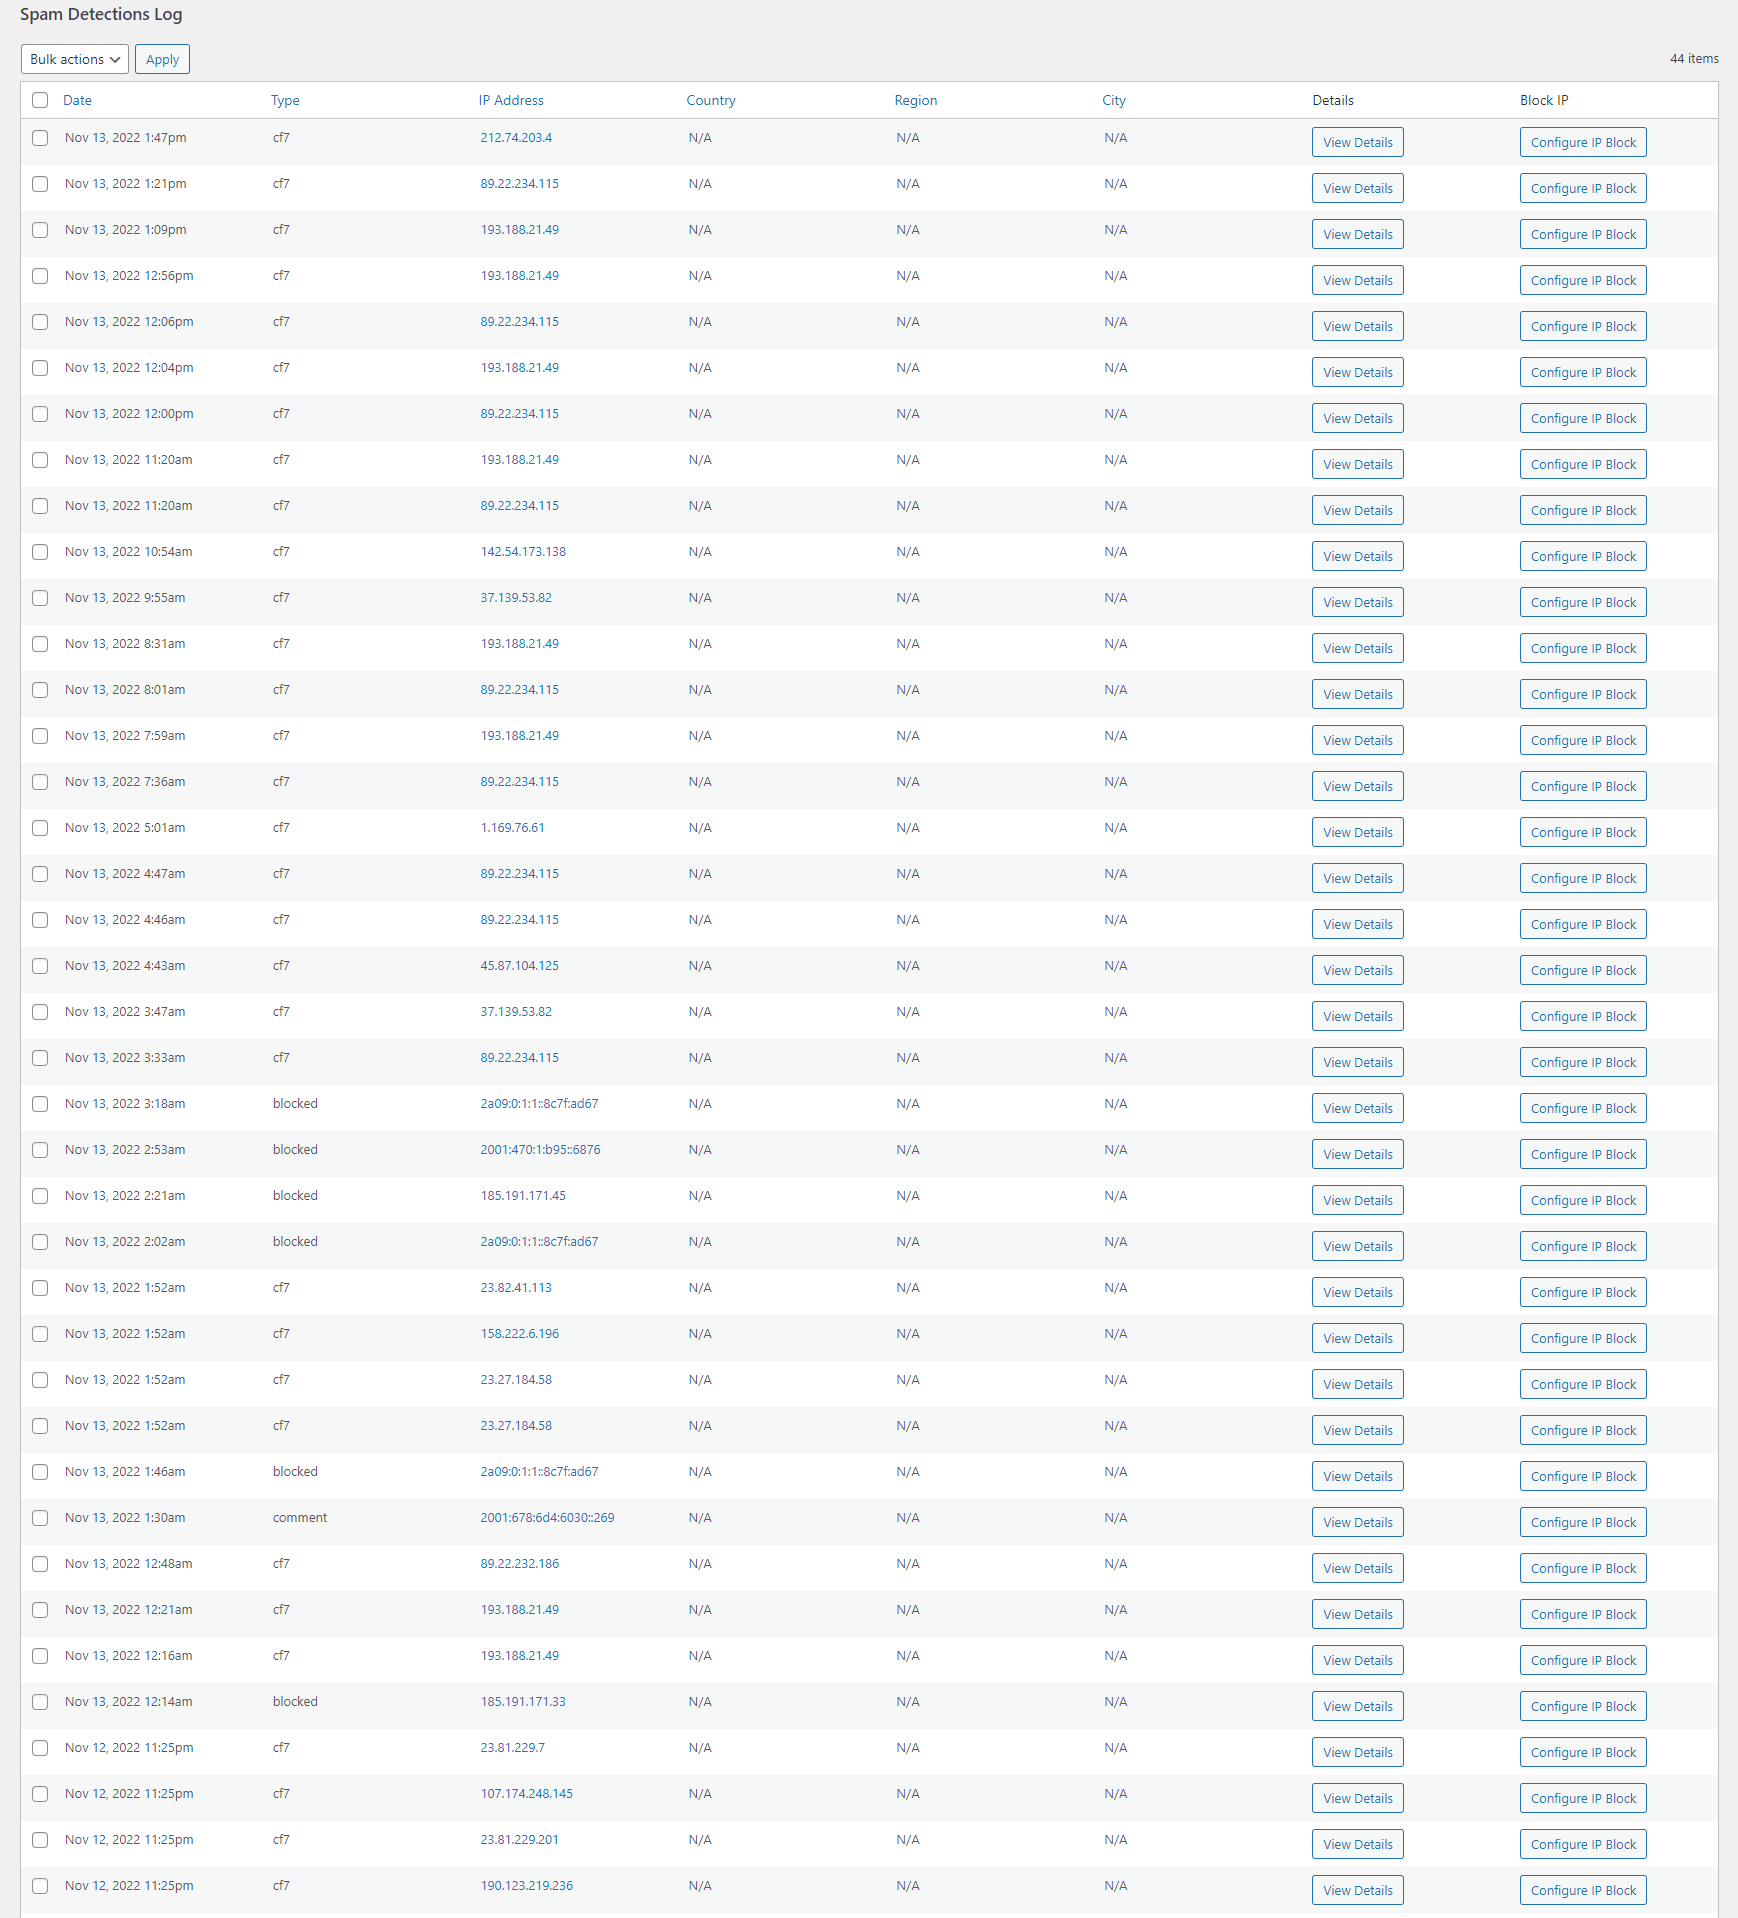 Spam Detections Log
Bulk actions Apply 44 items
Date Type IP Address Country Region City Details Block IP
Nov 13, 2022 1:47pm cf7 212.74.203.4 N/A N/A N/A View Details Configure IP Block
Nov 13, 2022 1:21pm cf7 89.22.234.115 N/A N/A N/A View Details Configure IP Block
Nov 13, 2022 1:09pm cf7 193.188.21.49 N/A N/A N/A View Details Configure IP Block
Nov 13, 2022 12:56pm cf7 193.188.21.49 N/A N/A N/A View Details Configure IP Block
Nov 13, 2022 12:06pm cf7 89.22.234.115 N/A N/A N/A View Details Configure IP Block
Nov 13, 2022 12:04pm cf7 193.188.21.49 N/A N/A N/A View Details Configure IP Block
Nov 13, 2022 12:00pm cf7 89.22.234.115 N/A N/A N/A View Details Configure IP Block
Nov 13, 2022 11:20am cf7 193.188.21.49 N/A N/A N/A View Details Configure IP Block
Nov 13, 2022 11:20am cf7 89.22.234.115 N/A N/A N/A View Details Configure IP Block
Nov 13, 2022 10:54am cf7 142.54.173.138 N/A N/A N/A View Details Configure IP Block
Nov 13, 2022 9:55am cf7 37.139.53.82 N/A N/A N/A View Details Configure IP Block
Nov 13, 2022 8:31am cf7 193.188.21.49 N/A N/A N/A View Details Configure IP Block
Nov 13, 2022 8:01am cf7 89.22.234.115 N/A N/A N/A View Details Configure IP Block
Nov 13, 2022 7:59am cf7 193.188.21.49 N/A N/A N/A View Details Configure IP Block
Nov 13, 2022 7:36am cf7 89.22.234.115 N/A N/A N/A View Details Configure IP Block
Nov 13, 2022 5:01am cf7 1.169.76.61 N/A N/A N/A View Details Configure IP Block
Nov 13, 2022 4:47am cf7 89.22.234.115 N/A N/A N/A View Details Configure IP Block
Nov 13, 2022 4:46am cf7 89.22.234.115 N/A N/A N/A View Details Configure IP Block
Nov 13, 2022 4:43am cf7 45.87.104.125 N/A N/A N/A View Details Configure IP Block
Nov 13, 2022 3:47am cf7 37.139.53.82 N/A N/A N/A View Details Configure IP Block
Nov 13, 2022 3:33am cf7 89.22.234.115 N/A N/A N/A View Details Configure IP Block
Nov 13, 2022 3:18am blocked 2a09:0:1:1::8c7f:ad67 N/A N/A N/A View Details Configure IP Block
Nov 13, 2022 2:53am blocked 2001:470:1:b95::6876 N/A N/A N/A View Details Configure IP Block
Nov 13, 2022 2:21am blocked 185.191.171.45 N/A N/A N/A View Details Configure IP Block
Nov 13, 2022 2:02am blocked 2a09:0:1:1::8c7f:ad67 N/A N/A N/A View Details Configure IP Block
Nov 13, 2022 1:52am cf7 23.82.41.113 N/A N/A N/A View Details Configure IP Block
Nov 13, 2022 1:52am cf7 158.222.6.196 N/A N/A N/A View Details Configure IP Block
Nov 13, 2022 1:52am cf7 23.27.184.58 N/A N/A N/A View Details Configure IP Block
Nov 13, 2022 1:52am cf7 23.27.184.58 N/A N/A N/A View Details Configure IP Block
Nov 13, 2022 1:46am blocked 2a09:0:1:1::8c7f:ad67 N/A N/A N/A View Details Configure IP Block
Nov 13, 2022 1:30am comment 2001:678:6d4:6030::269 N/A N/A N/A View Details Configure IP Block
Nov 13, 2022 12:48am cf7 89.22.232.186 N/A N/A N/A View Details Configure IP Block
Nov 13, 2022 12:21am cf7 193.188.21.49 N/A N/A N/A View Details Configure IP Block
Nov 13, 2022 12:16am cf7 193.188.21.49 N/A N/A N/A View Details Configure IP Block
Nov 13, 2022 12:14am blocked 185.191.171.33 N/A N/A N/A View Details Configure IP Block
Nov 12, 2022 11:25pm cf7 23.81.229.7 N/A N/A N/A View Details Configure IP Block
Nov 12, 2022 11:25pm cf7 107.174.248.145 N/A N/A N/A View Details Configure IP Block
Nov 12, 2022 11:25pm cf7 23.81.229.201 N/A N/A N/A View Details Configure IP Block
Nov 12, 2022 11:25pm cf7 190.123.219.236 N/A N/A N/A View Details Configure IP Block